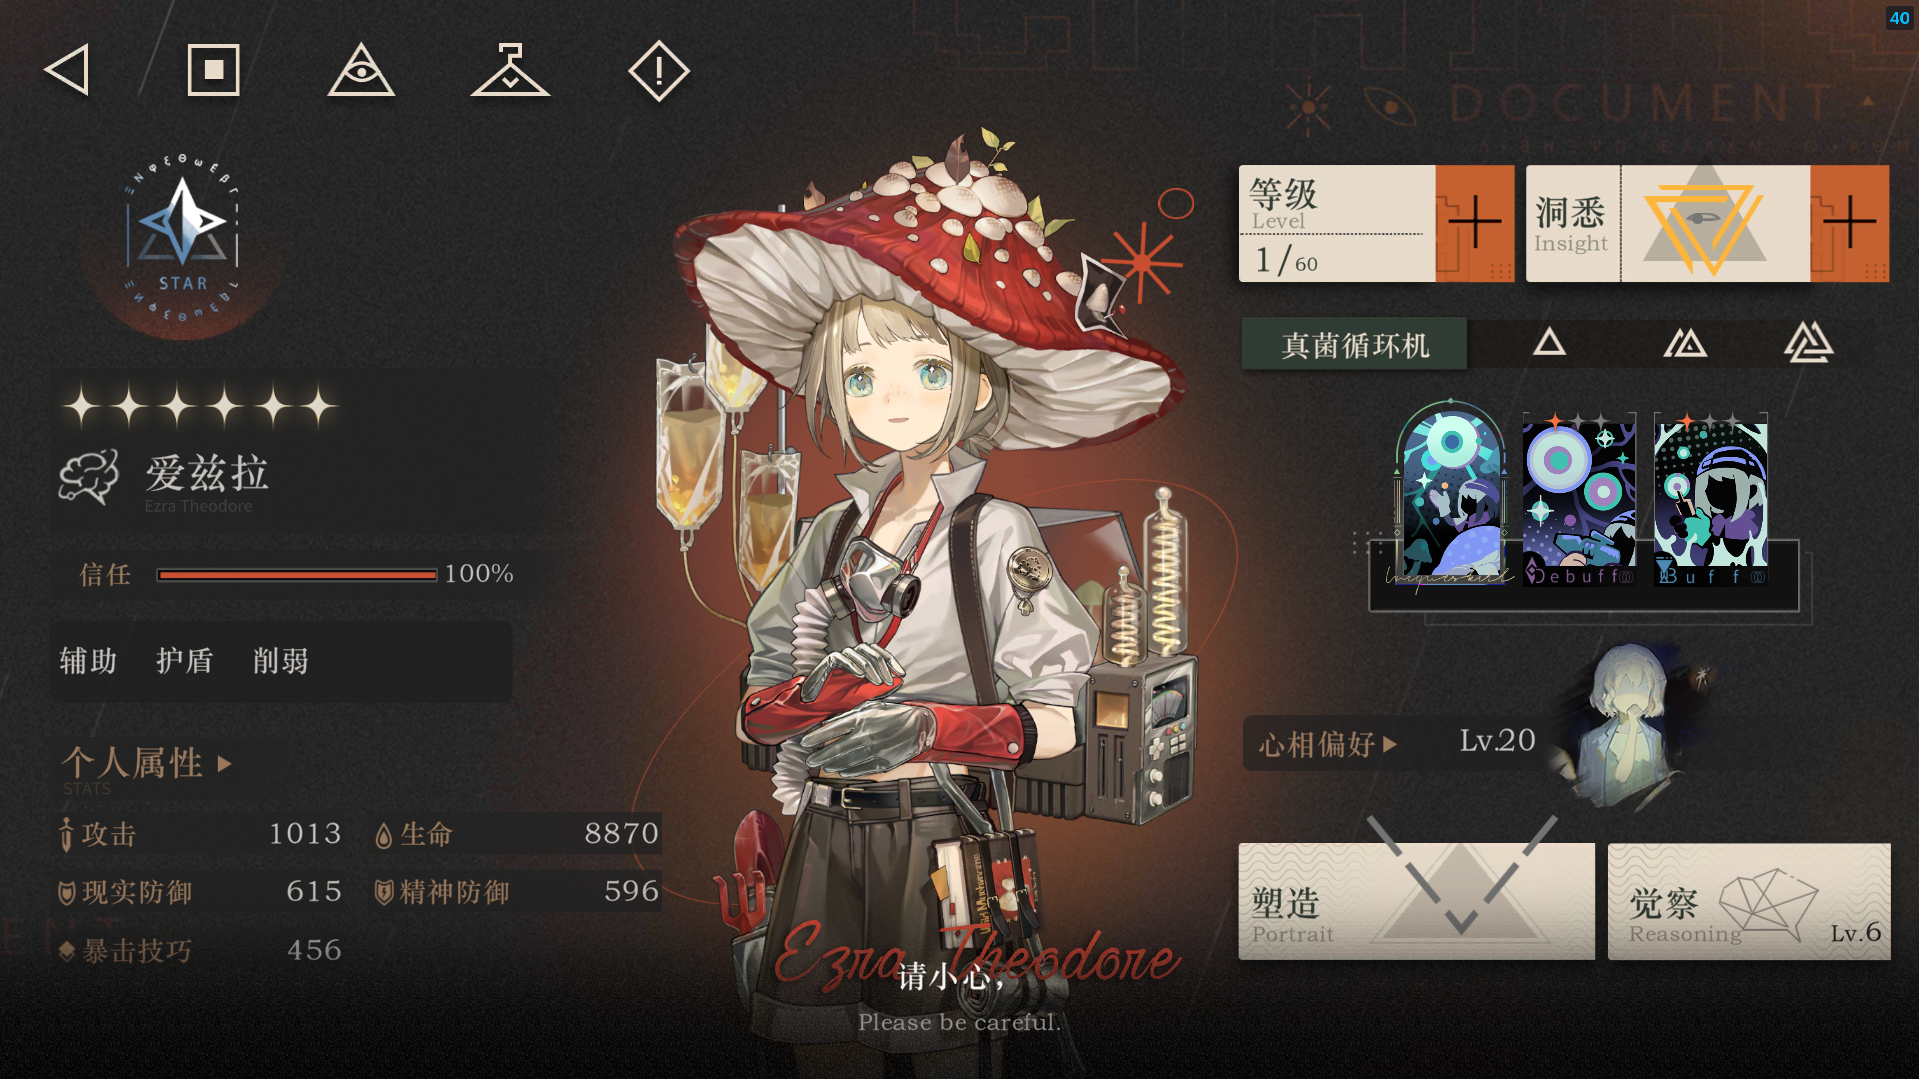 40
DOCUMENT
STAR
等级
Level
1/60
洞悉
Insight
真菌循环机
爱兹拉
Ezra Theodore
信任
100%
Debuff
Buff
辅助 护盾 削弱
心相偏好
Lv.20
个人属性
STATS
攻击 1013
生命 8870
现实防御 615
精神防御 596
暴击技巧 456
塑造
Portrait
觉察
Reasoning
Lv.6
Ezra Theodore
请小心，
Please be careful.